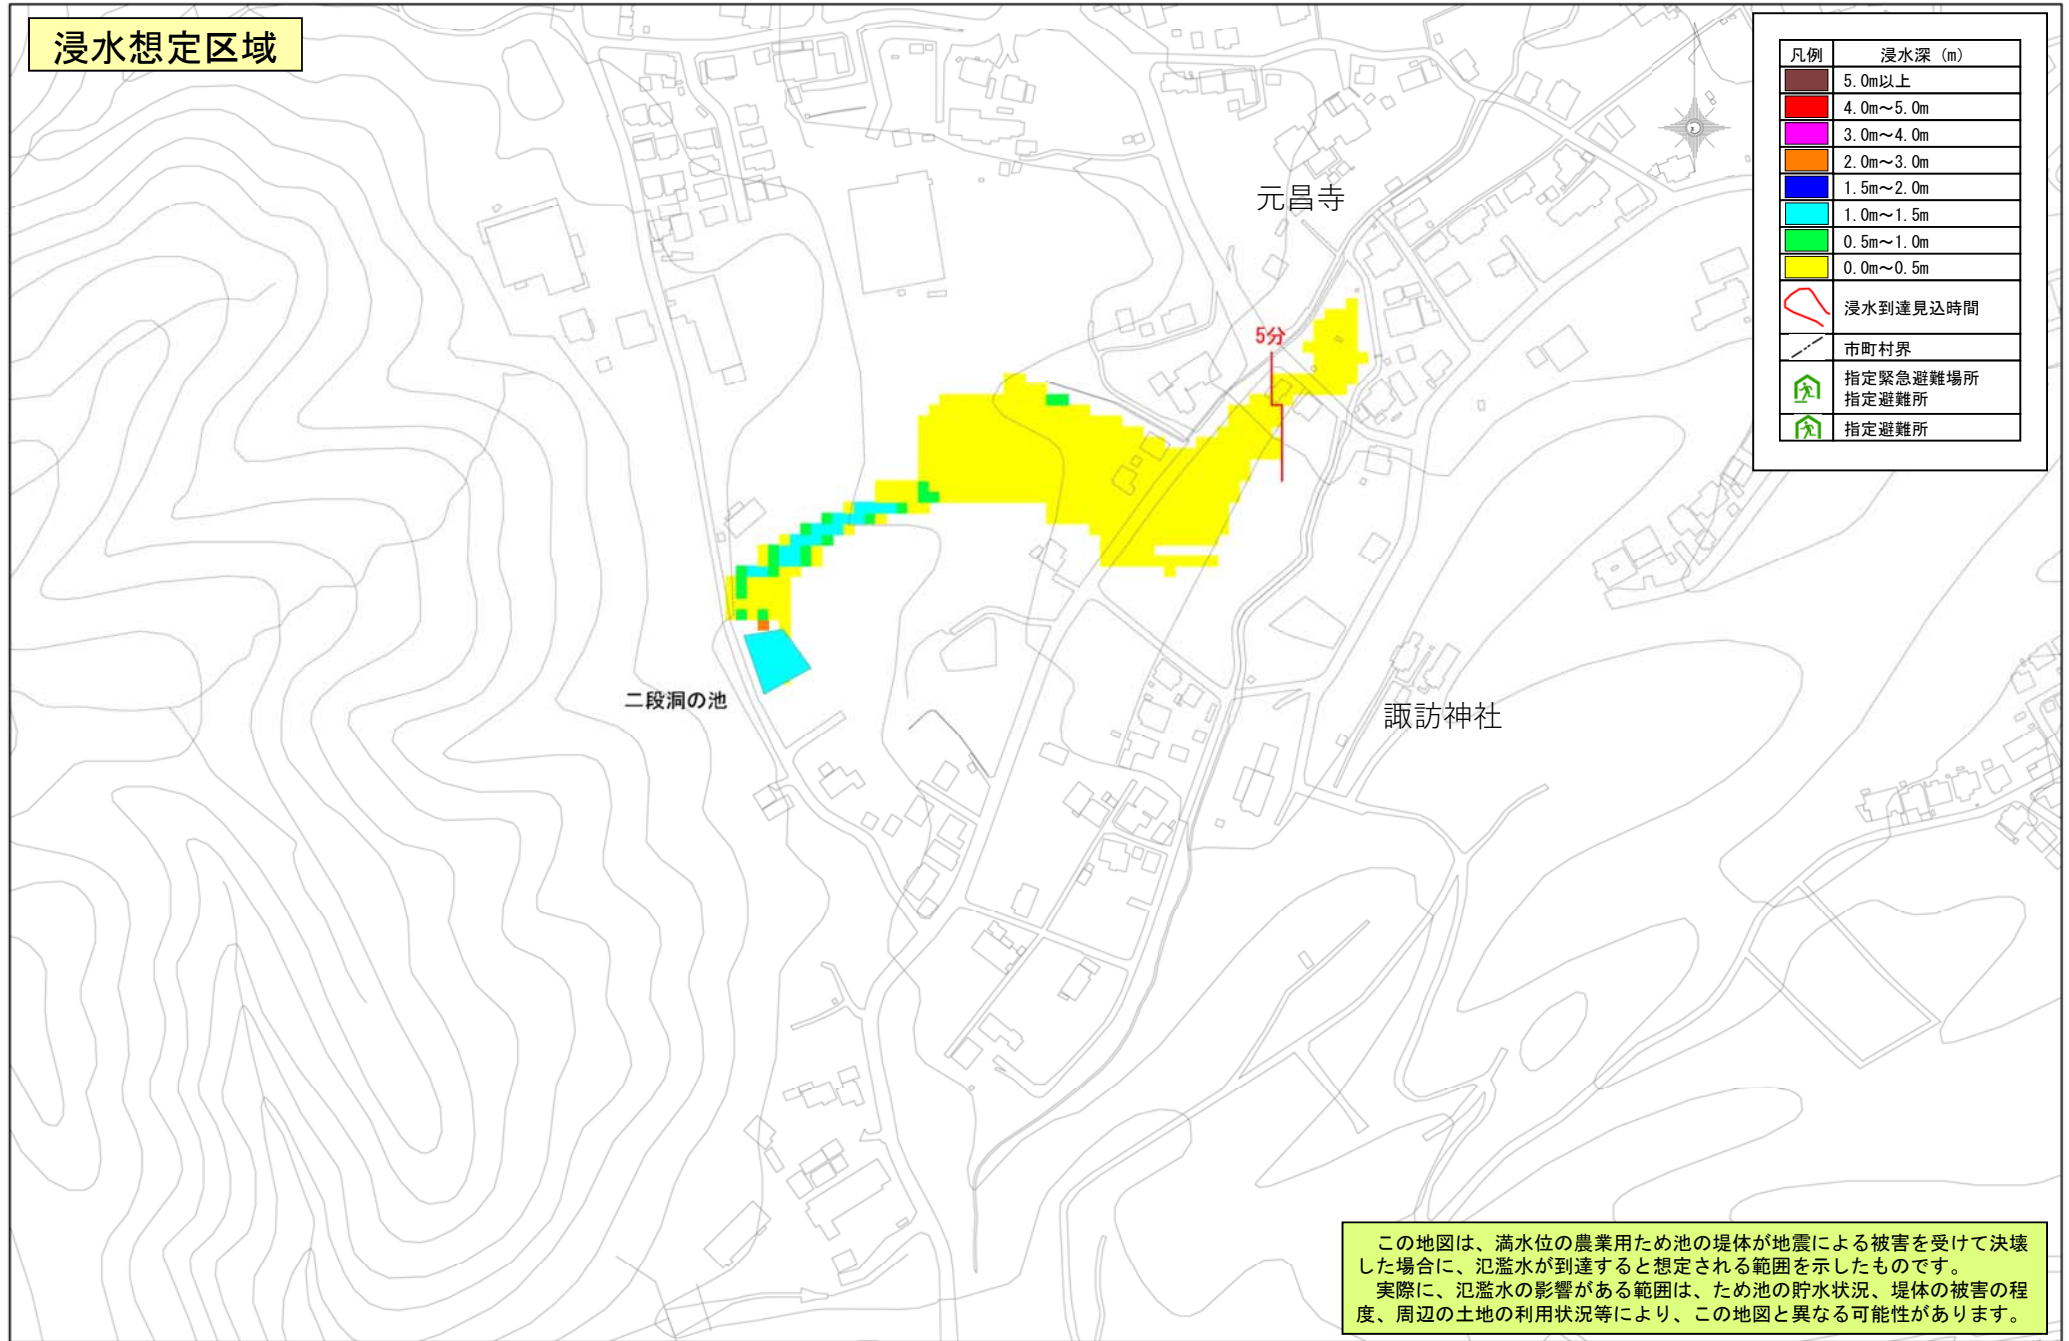 浸水想定区域
凡例 浸水深（m）
5.0m以上
4.0m～5.0m
3.0m～4.0m
2.0m～3.0m
1.5m～2.0m
1.0m～1.5m
0.5m～1.0m
0.0m～0.5m
浸水到達見込時間
市町村界
指定緊急避難場所
指定避難所
指定避難所
元昌寺
5分
二段洞の池
諏訪神社
この地図は、満水位の農業用ため池の堤体が地震による被害を受けて決壊
した場合に、氾濫水が到達すると想定される範囲を示したものです。
実際に、氾濫水の影響がある範囲は、ため池の貯水状況、堤体の被害の程
度、周辺の土地の利用状況等により、この地図と異なる可能性があります。